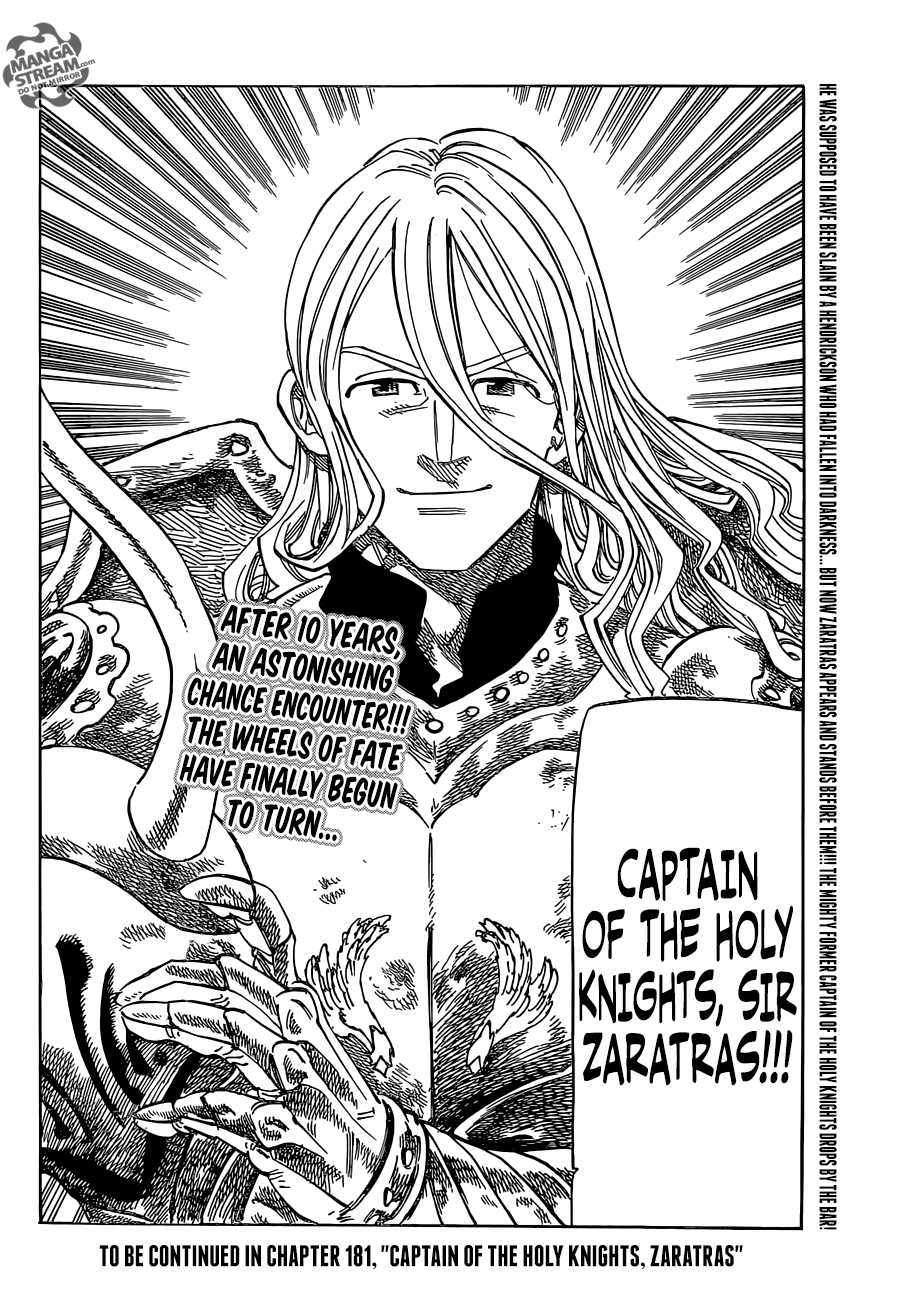 MANGA
STREAM.com
DO NOT MIRROR
HE WAS SUPPOSED TO HAVE BEEN SLAIN BY A HENDRICKSON WHO HAD FALLEN INTO DARKNESS... BUT NOW ZARATRAS APPEARS AND STANDS BEFORE THEM!!! THE MIGHTY FORMER CAPTAIN OF THE HOLY KNIGHTS DROPS BY THE BAR!
AFTER 10 YEARS,
AN ASTONISHING
CHANCE ENCOUNTER!!!
THE WHEELS OF FATE
HAVE FINALLY BEGUN
TO TURN...
CAPTAIN
OF THE HOLY
KNIGHTS, SIR
ZARATRAS!!!
TO BE CONTINUED IN CHAPTER 181, "CAPTAIN OF THE HOLY KNIGHTS, ZARATRAS"